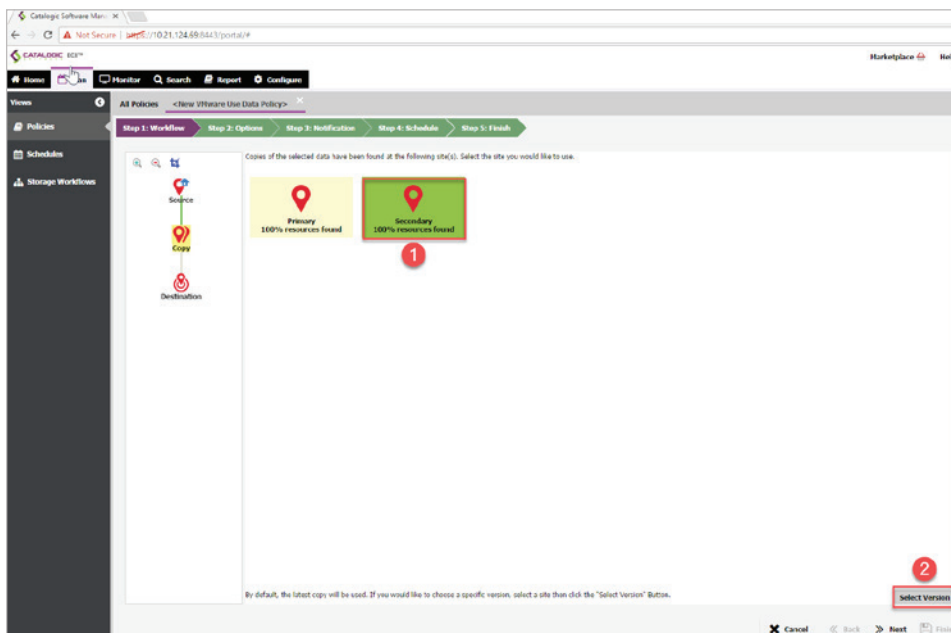 Catalogic Software Mana
Not Secure | https://10.21.124.69:8443/portal/#
CATALOGIC ECX™
Marketplace
Hel
Home
Monitor
Search
Report
Configure
Views
All Policies
<New VMware Use Data Policy>
Policies
Schedules
Storage Workflows
Step 1: Workflow
Step 2: Options
Step 3: Notification
Step 4: Schedule
Step 5: Finish
Copies of the selected data have been found at the following site(s). Select the site you would like to use.
Source
Copy
Destination
Primary
100% resources found
Secondary
100% resources found
1
2
By default, the latest copy will be used. If you would like to choose a specific version, select a site then click the "Select Version" Button.
Select Version
Cancel
Back
Next
Finis